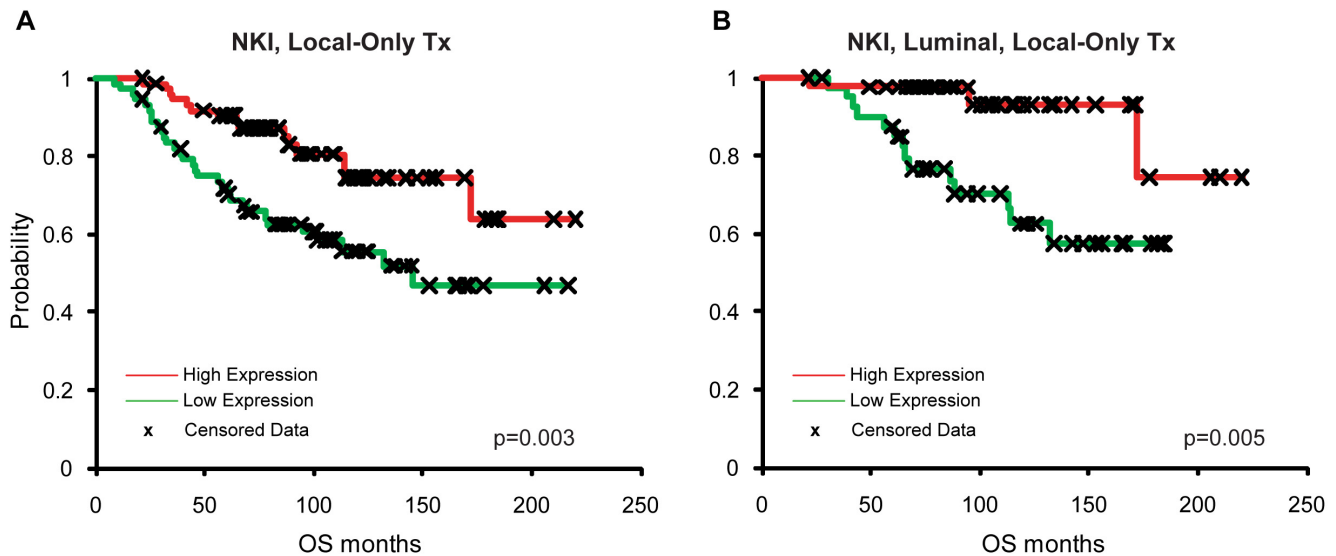 A
NKI, Local-Only Tx
Probability
1
0.8
0.6
0.4
0.2
0
High Expression
Low Expression
x Censored Data
p=0.003
0 50 100 150 200 250
OS months
B
NKI, Luminal, Local-Only Tx
1
0.8
0.6
0.4
0.2
0
High Expression
Low Expression
x Censored Data
p=0.005
0 50 100 150 200 250
OS months